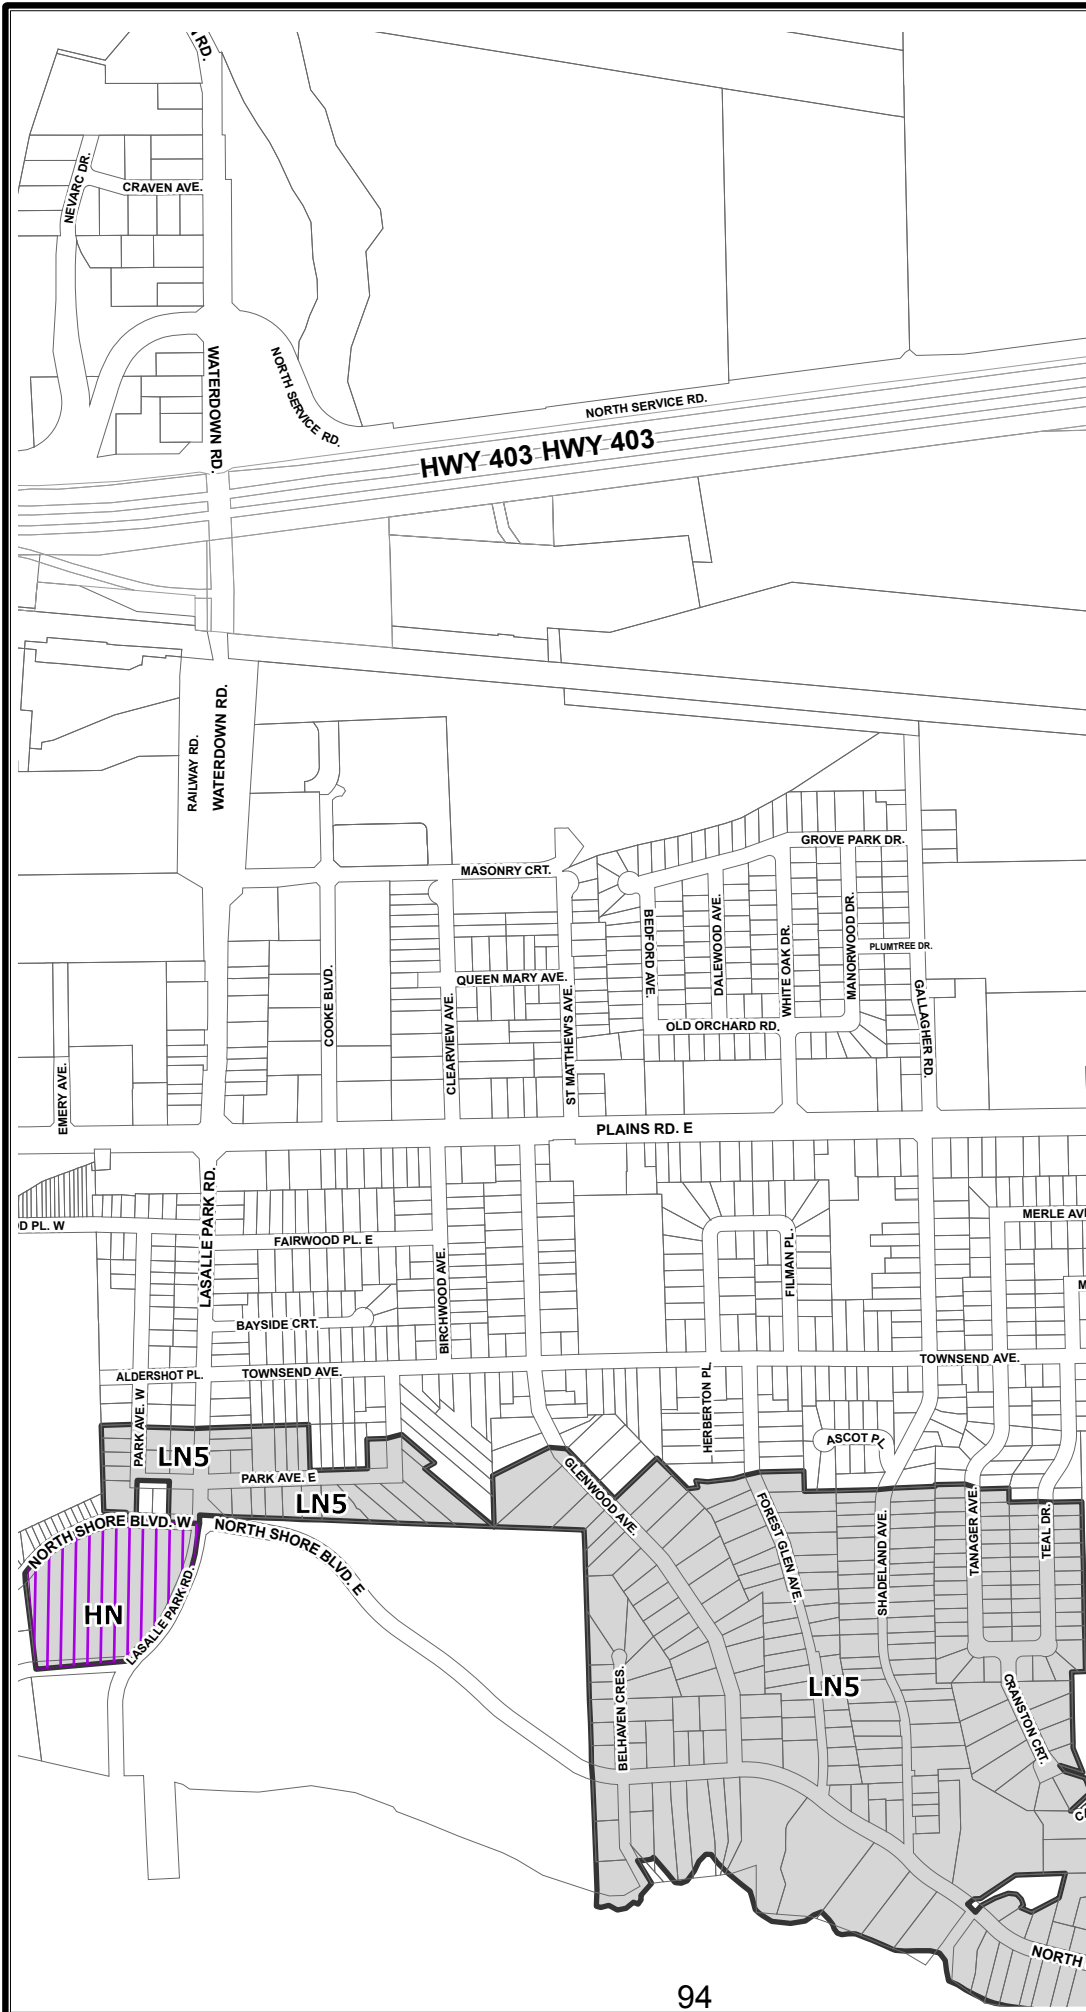 RD.
NEVARC DR.
CRAVEN AVE.
WATERDOWN RD.
NORTH SERVICE RD.
NORTH SERVICE RD.
HWY 403 HWY 403
RAILWAY RD.
WATERDOWN RD.
GROVE PARK DR.
MASONRY CRT.
BEDFORD AVE.
DALEWOOD AVE.
WHITE OAK DR.
MANORWOOD DR.
PLUMTREE DR.
COOKE BLVD.
QUEEN MARY AVE.
CLEARVIEW AVE.
ST MATTHEW'S AVE.
OLD ORCHARD RD.
GALLAGHER RD.
EMERY AVE.
PLAINS RD. E
LASALLE PARK RD.
OD PL. W
FAIRWOOD PL. E
BIRCHWOOD AVE.
FILMAN PL.
MERLE AVE
M
BAYSIDE CRT.
ALDERSHOT PL.
TOWNSEND AVE.
HERBERTON PL.
TOWNSEND AVE.
PARK AVE. W
LN5
PARK AVE. E
LN5
ASCOT PL
GLENWOOD AVE.
FOREST GLEN AVE.
SHADELAND AVE.
TANAGER AVE.
TEAL DR.
NORTH SHORE BLVD. W
NORTH SHORE BLVD. E
HN
LASALLE PARK RD.
BELHAVEN CRES.
LN5
CRANSTON CRT.
NORTH
94